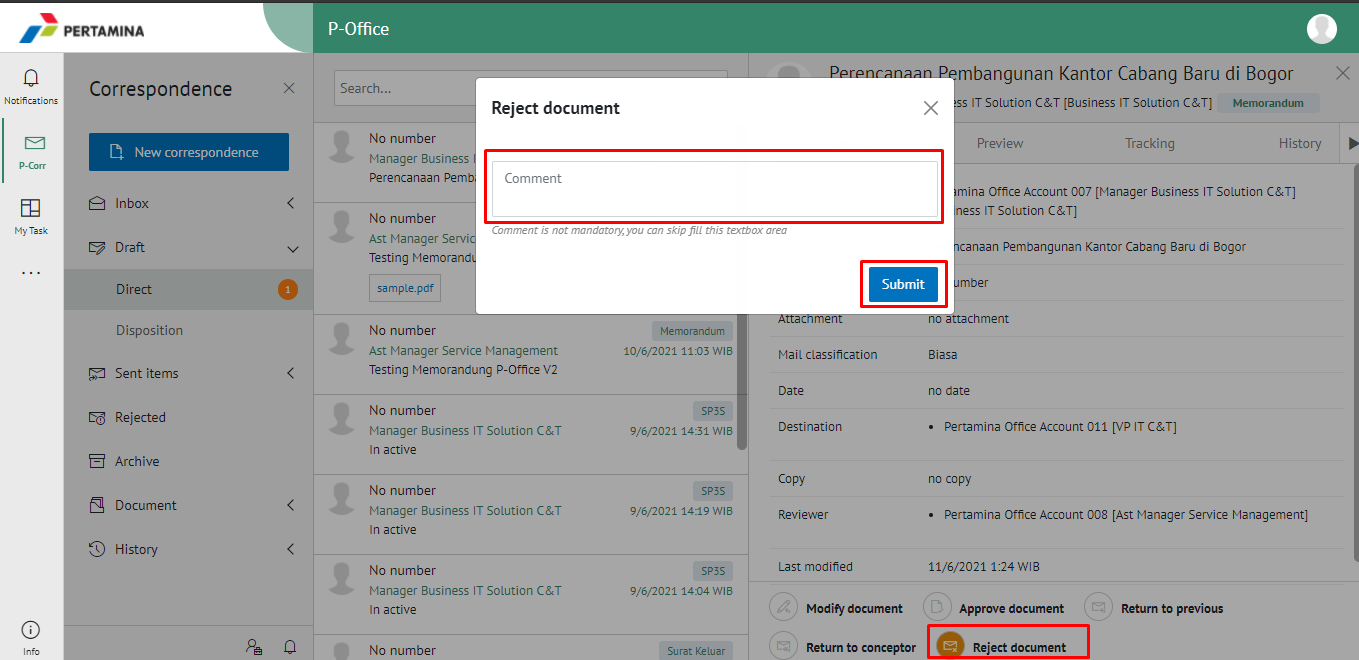 PERTAMINA
P-Office
Notifications
P-Corr
My Task
Info
Correspondence
New correspondence
Inbox
Draft
Direct
1
Disposition
Sent items
Rejected
Archive
Document
History
Search...
No number
Manager Business I
Perencanaan Pemba
No number
Ast Manager Servic
Testing Memorandu
sample.pdf
No number
Memorandum
Ast Manager Service Management
10/6/2021 11:03 WIB
Testing Memorandung P-Office V2
No number
SP3S
Manager Business IT Solution C&T
9/6/2021 14:31 WIB
In active
No number
SP3S
Manager Business IT Solution C&T
9/6/2021 14:19 WIB
In active
No number
SP3S
Manager Business IT Solution C&T
9/6/2021 14:04 WIB
In active
No number
Surat Keluar
Reject document
Comment
Comment is not mandatory, you can skip fill this textbox area
Submit
Perencanaan Pembangunan Kantor Cabang Baru di Bogor
ess IT Solution C&T [Business IT Solution C&T]
Memorandum
Preview
Tracking
History
tamina Office Account 007 [Manager Business IT Solution C&T]
iness IT Solution C&T]
encanaan Pembangunan Kantor Cabang Baru di Bogor
umber
Attachment
no attachment
Mail classification
Biasa
Date
no date
Destination
• Pertamina Office Account 011 [VP IT C&T]
Copy
no copy
Reviewer
• Pertamina Office Account 008 [Ast Manager Service Management]
Last modified
11/6/2021 1:24 WIB
Modify document
Approve document
Return to previous
Return to conceptor
Reject document